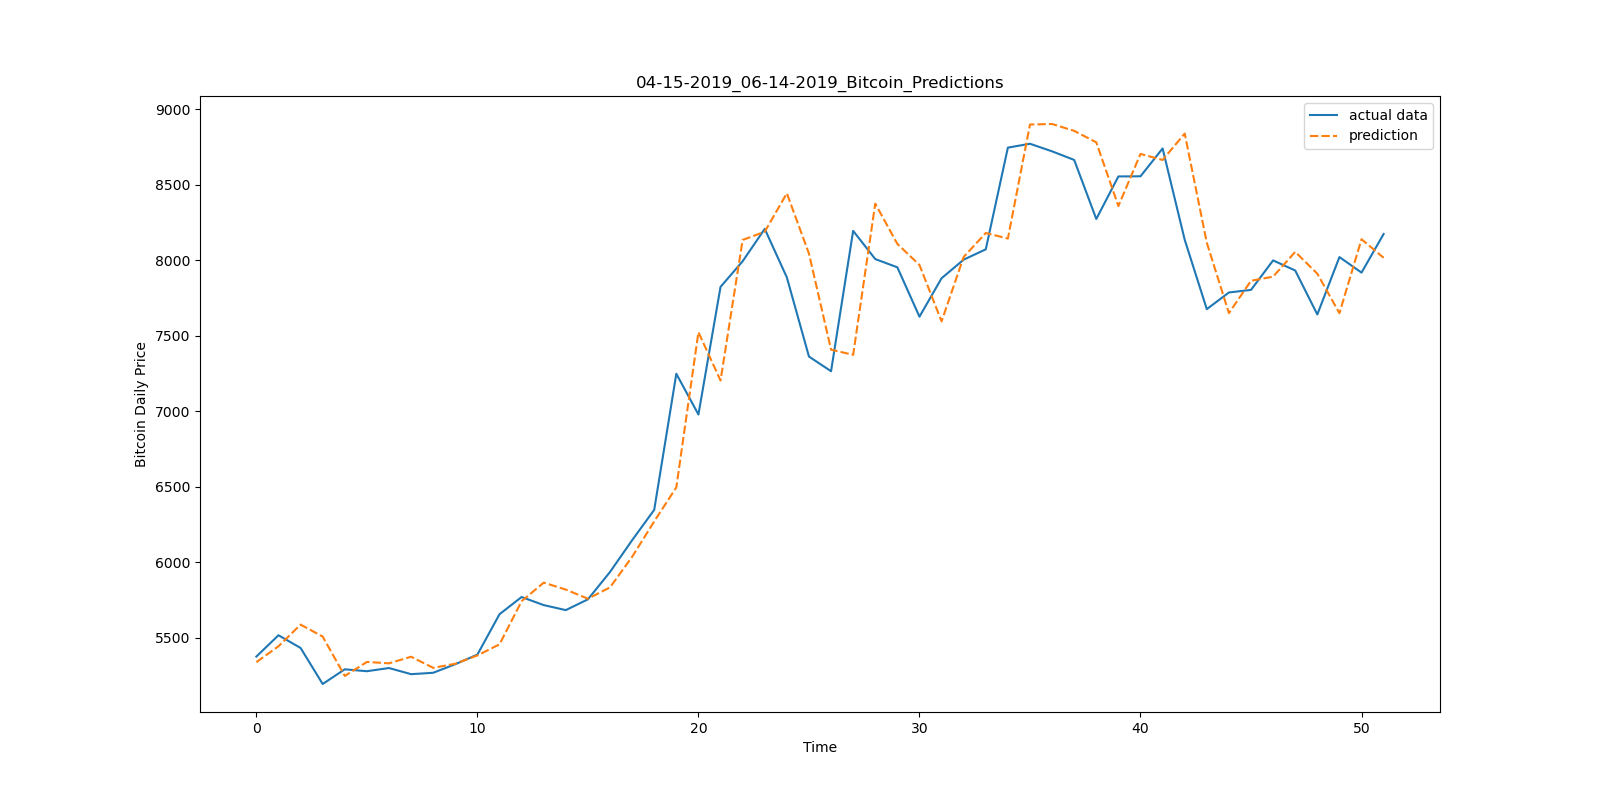 04-15-2019_06-14-2019_Bitcoin_Predictions
actual data
prediction
9000
8500
8000
7500
7000
6500
6000
5500
Bitcoin Daily Price
0 10 20 30 40 50
Time